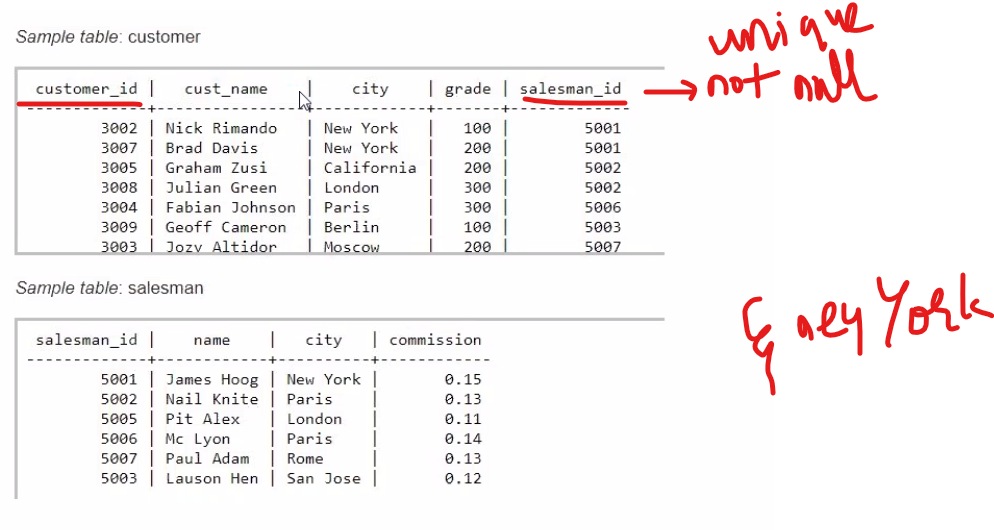 Sample table: customer
unique
not null
customer_id | cust_name | city | grade | salesman_id
3002 | Nick Rimando | New York | 100 | 5001
3007 | Brad Davis | New York | 200 | 5001
3005 | Graham Zusi | California | 200 | 5002
3008 | Julian Green | London | 300 | 5002
3004 | Fabian Johnson | Paris | 300 | 5006
3009 | Geoff Cameron | Berlin | 100 | 5003
3003 | Jozy Altidor | Moscow | 200 | 5007
Sample table: salesman
York
salesman_id | name | city | commission
5001 | James Hoog | New York | 0.15
5002 | Nail Knite | Paris | 0.13
5005 | Pit Alex | London | 0.11
5006 | Mc Lyon | Paris | 0.14
5007 | Paul Adam | Rome | 0.13
5003 | Lauson Hen | San Jose | 0.12